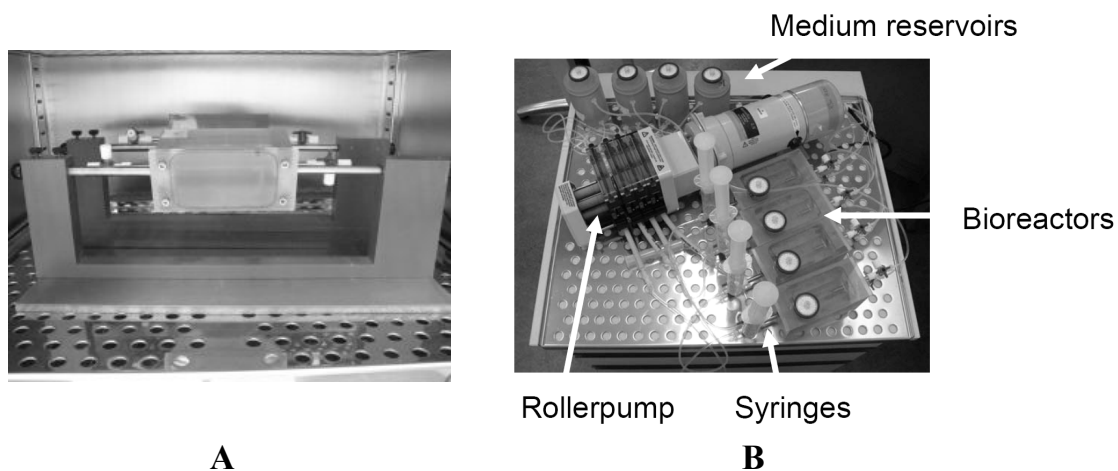 Medium reservoirs
Bioreactors
Rollerpump
Syringes
A
B